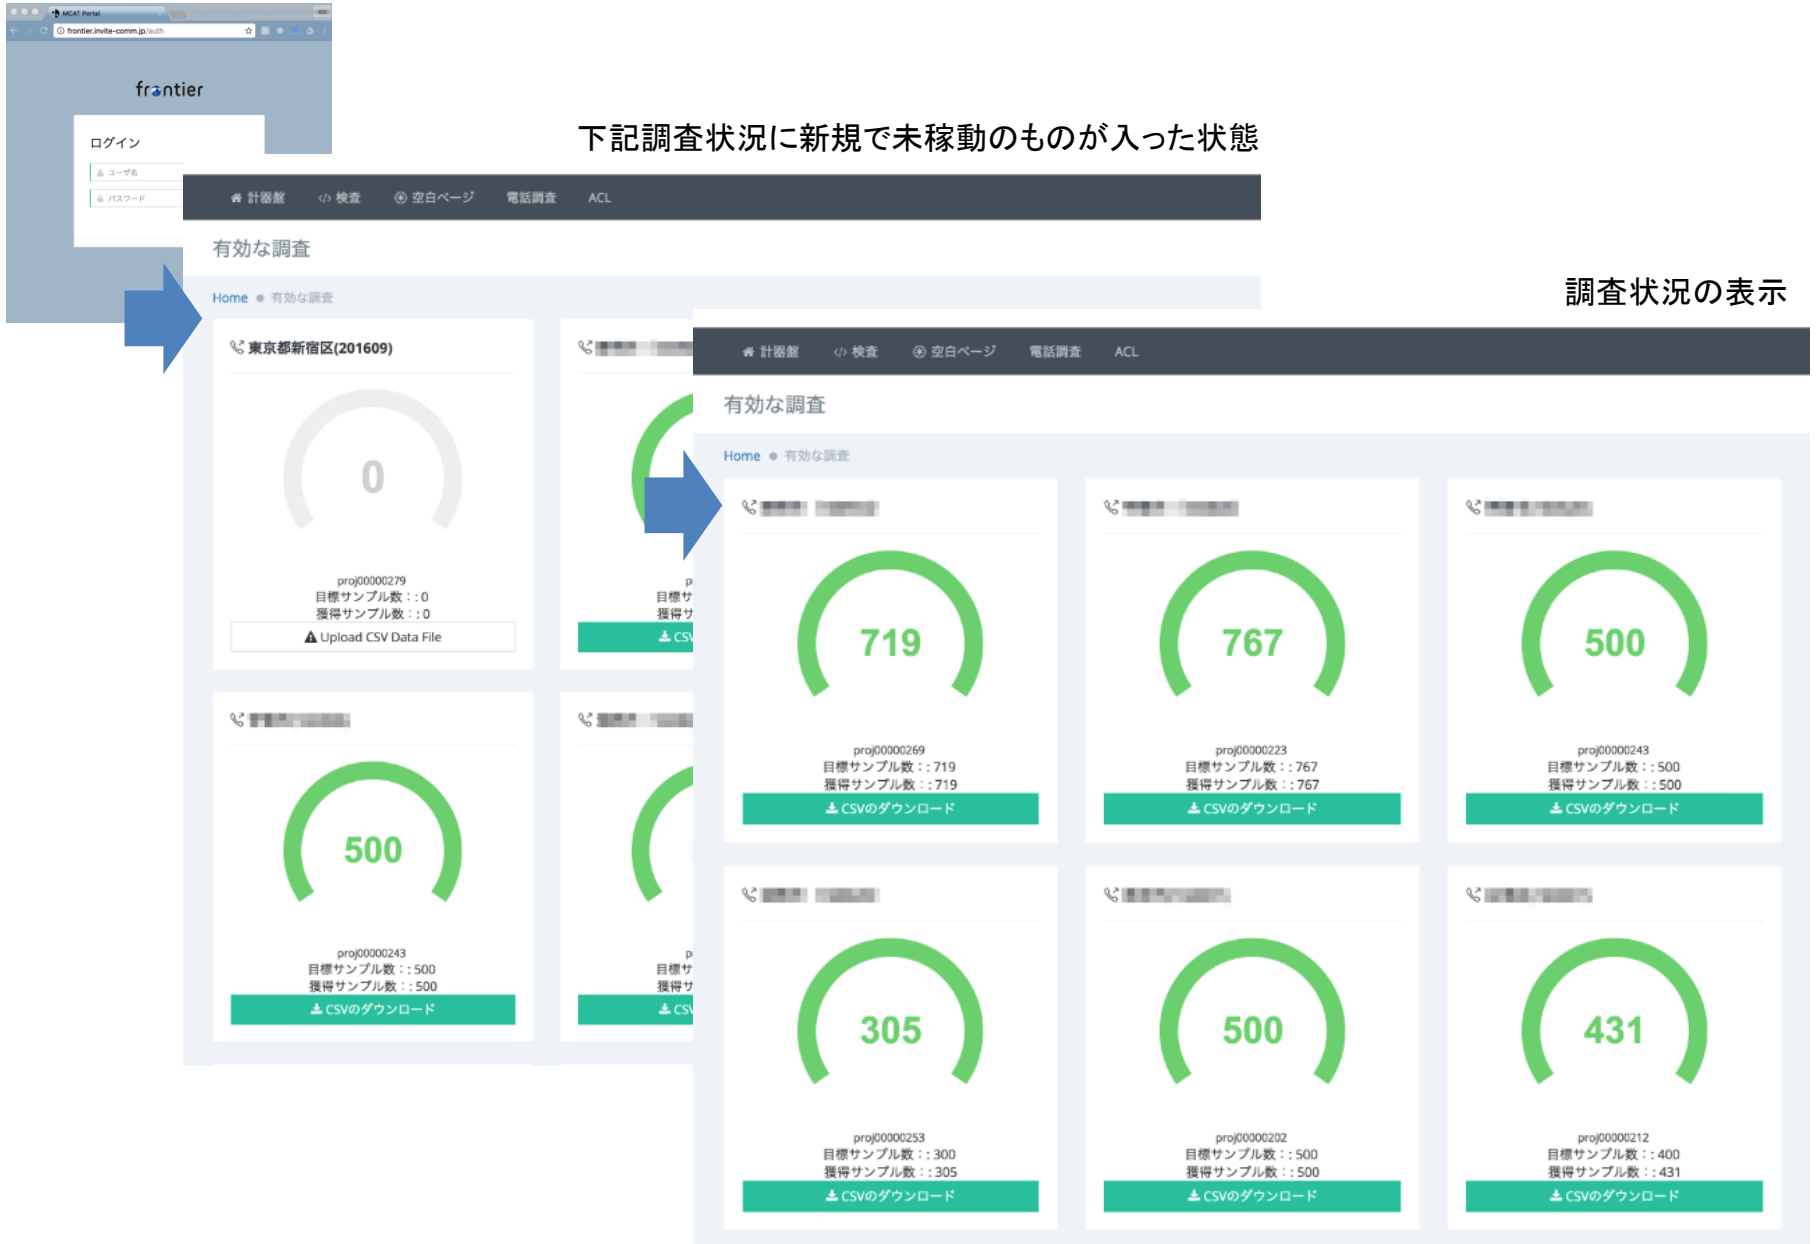 MCAT Portal
frontier.invite-comm.jp/auth
frontier
ログイン
ユーザ名
パスワード
下記調査状況に新規で未稼動のものが入った状態
計器盤 検査 空白ページ 電話調査 ACL
有効な調査
Home 有効な調査
東京都新宿区(201609)
0
proj00000279
目標サンプル数：: 0
獲得サンプル数：: 0
Upload CSV Data File
p
目標サ
獲得サ
CSV
500
proj00000243
目標サンプル数：: 500
獲得サンプル数：: 500
CSVのダウンロード
p
目標サ
獲得サ
CSV
調査状況の表示
計器盤 検査 空白ページ 電話調査 ACL
有効な調査
Home 有効な調査
719
proj00000269
目標サンプル数：: 719
獲得サンプル数：: 719
CSVのダウンロード
767
proj00000223
目標サンプル数：: 767
獲得サンプル数：: 767
CSVのダウンロード
500
proj00000243
目標サンプル数：: 500
獲得サンプル数：: 500
CSVのダウンロード
305
proj00000253
目標サンプル数：: 300
獲得サンプル数：: 305
CSVのダウンロード
500
proj00000202
目標サンプル数：: 500
獲得サンプル数：: 500
CSVのダウンロード
431
proj00000212
目標サンプル数：: 400
獲得サンプル数：: 431
CSVのダウンロード